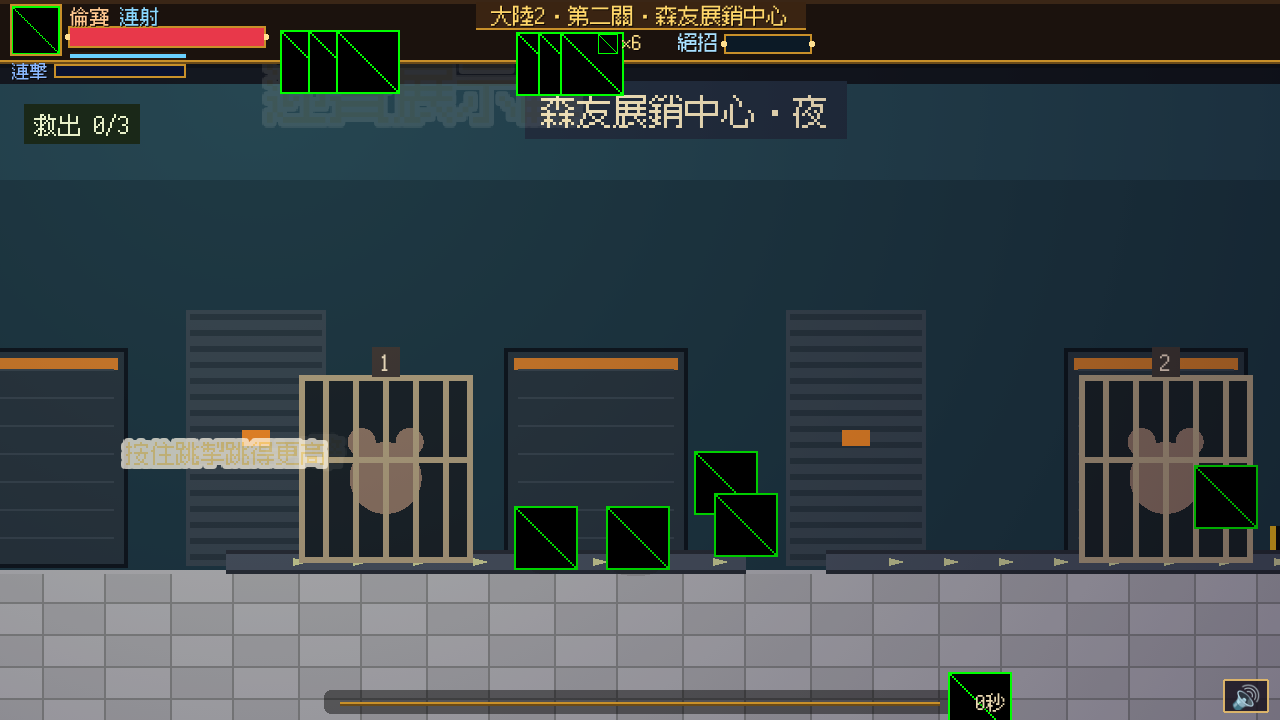 倫寶 連射
大陸2・第二關・森友展銷中心
×6 絕招
連擊
救出 0/3
森友展銷中心・夜
1
2
按住跳掣跳得更高
0秒